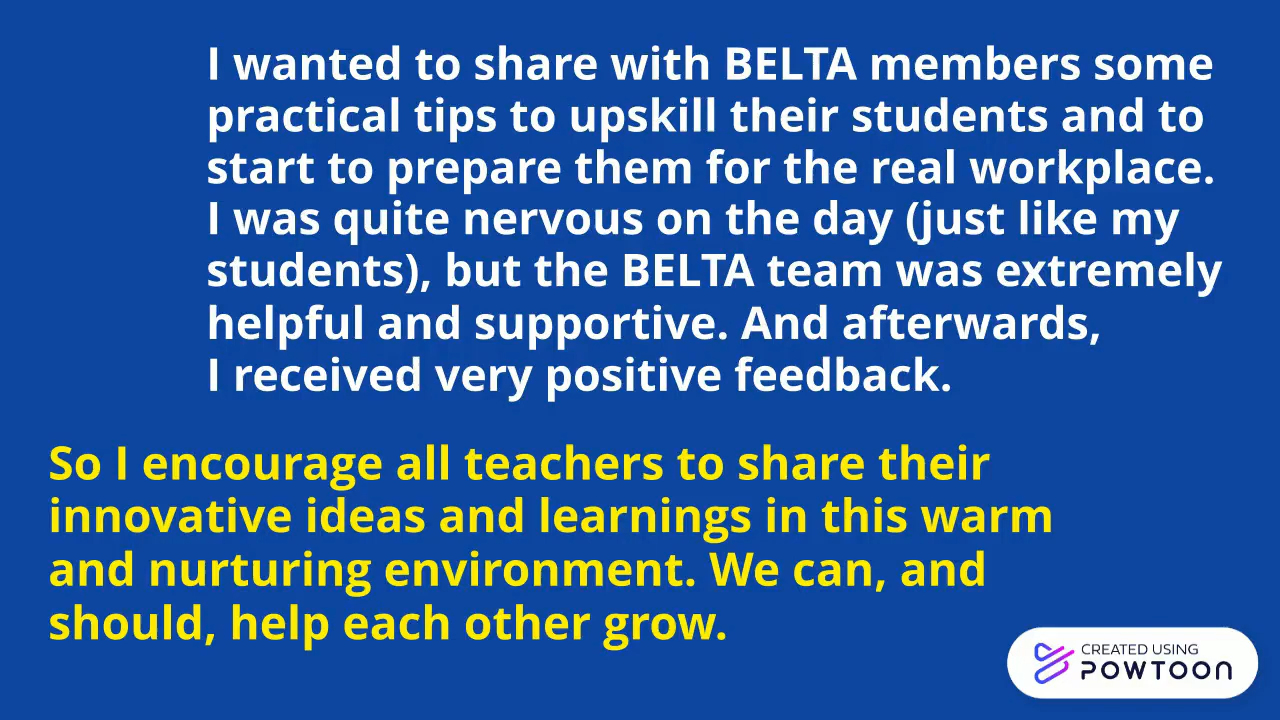 I wanted to share with BELTA members some
practical tips to upskill their students and to
start to prepare them for the real workplace.
I was quite nervous on the day (just like my
students), but the BELTA team was extremely
helpful and supportive. And afterwards,
I received very positive feedback.
So I encourage all teachers to share their
innovative ideas and learnings in this warm
and nurturing environment. We can, and
should, help each other grow.
CREATED USING
POWTOON